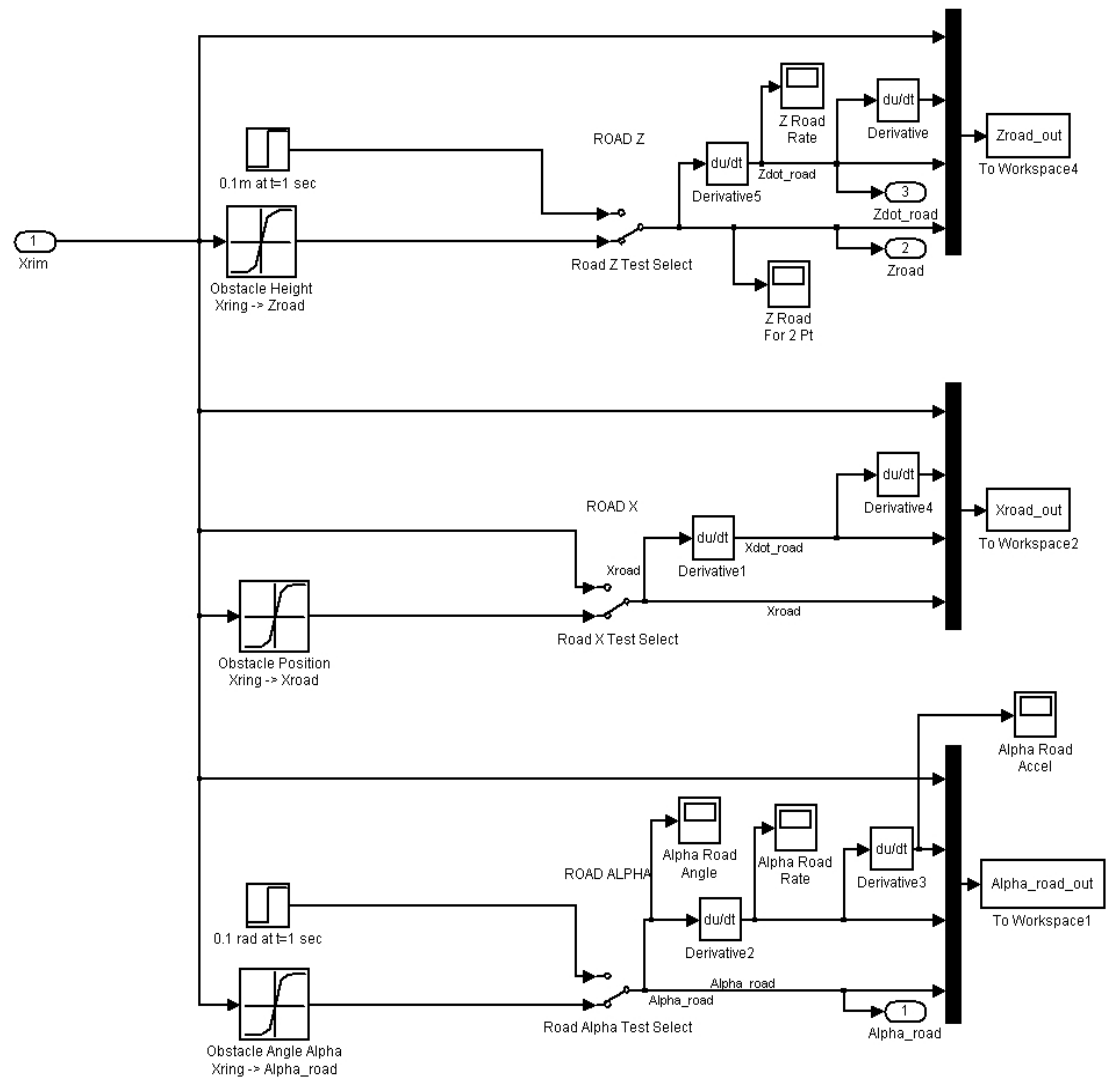 du/dt
Z Road
Rate
Derivative
Zroad_out
ROAD Z
du/dt
Zdot_road
To Workspace4
0.1m at t=1 sec
Derivative5
3
Zdot_road
1
Xrim
2
Road Z Test Select
Zroad
Obstacle Height
Xring -> Zroad
Z Road
For 2 Pt
du/dt
ROAD X
Derivative4
Xroad_out
du/dt
Xdot_road
To Workspace2
Xroad
Derivative1
Xroad
Road X Test Select
Obstacle Position
Xring -> Xroad
Alpha Road
Accel
du/dt
Alpha Road
Angle
Alpha Road
Rate
ROAD ALPHA
Derivative3
Alpha_road_out
du/dt
To Workspace1
0.1 rad at t=1 sec
Derivative2
Alpha_road
Alpha_road
1
Road Alpha Test Select
Alpha_road
Obstacle Angle Alpha
Xring -> Alpha_road